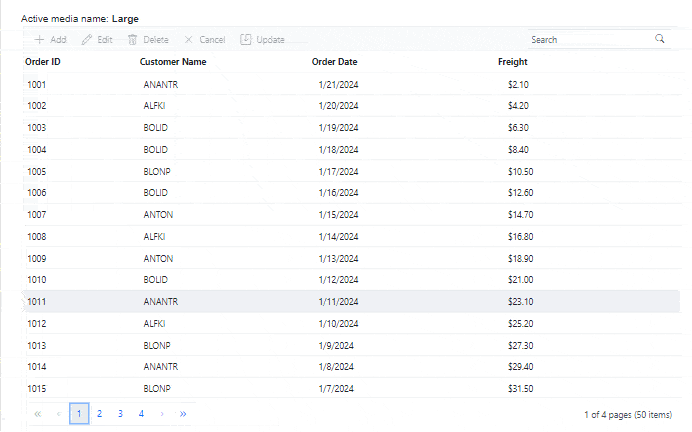 Active media name: Large
Add Edit Delete Cancel Update Search
Order ID Customer Name Order Date Freight
1001 ANANTR 1/21/2024 $2.10
1002 ALFKI 1/20/2024 $4.20
1003 BOLID 1/19/2024 $6.30
1004 BOLID 1/18/2024 $8.40
1005 BLONP 1/17/2024 $10.50
1006 BOLID 1/16/2024 $12.60
1007 ANTON 1/15/2024 $14.70
1008 ALFKI 1/14/2024 $16.80
1009 ANTON 1/13/2024 $18.90
1010 BOLID 1/12/2024 $21.00
1011 ANANTR 1/11/2024 $23.10
1012 ALFKI 1/10/2024 $25.20
1013 BLONP 1/9/2024 $27.30
1014 ANANTR 1/8/2024 $29.40
1015 BLONP 1/7/2024 $31.50
« ‹ 1 2 3 4 › » 1 of 4 pages (50 items)